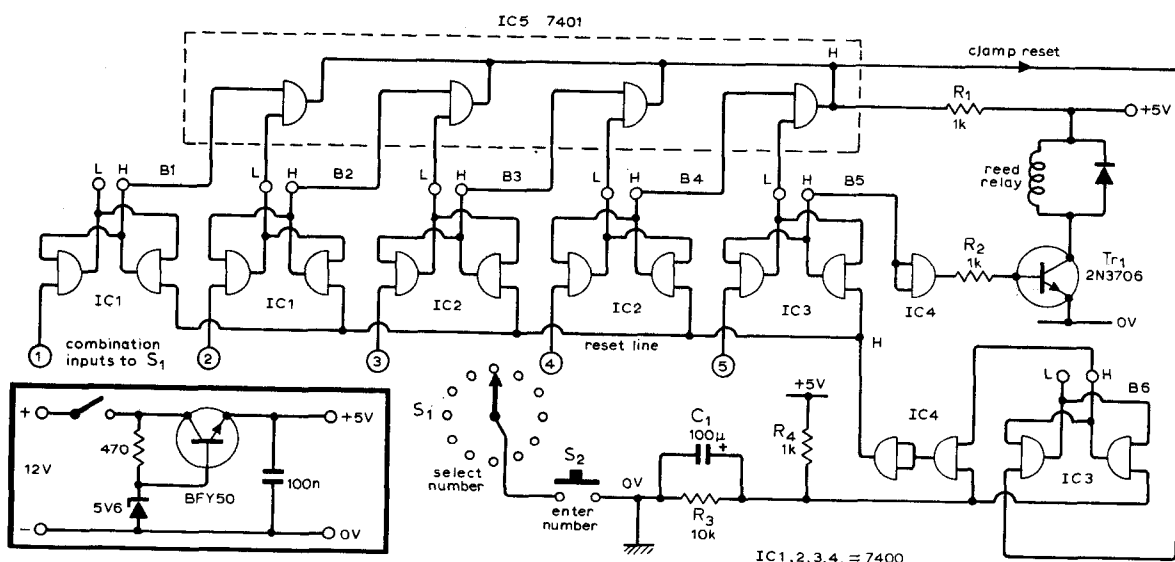 IC5 7401
H
clamp reset
R1
1k
+5V
reed
relay
L H B1
L H B2
L H B3
L H B4
L H B5
IC1
IC1
IC2
IC2
IC3
IC4
R2
1k
Tr1
2N3706
0V
1
combination
inputs to S1
2
3
reset line
4
5
H
+
12V
-
470
5V6
BFY50
100n
+5V
0V
S1
select
number
S2
enter
number
0V
C1
100μ
+
R3
10k
+5V
R4
1k
IC4
L H
B6
IC3
IC1,2,3,4, = 7400